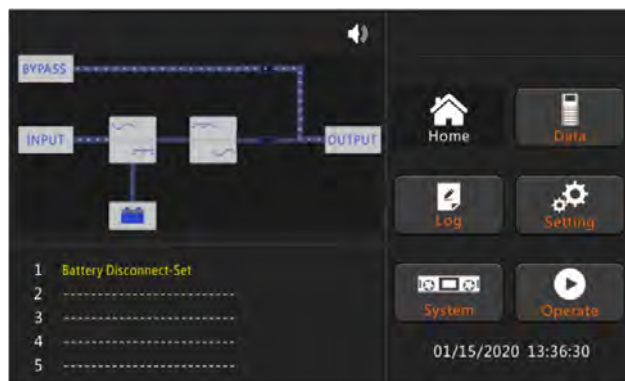 BYPASS
INPUT
OUTPUT
1 Battery Disconnect-Set
2 ----------------------------
3 ----------------------------
4 ----------------------------
5 ----------------------------
Home
Data
Log
Setting
System
Operate
01/15/2020 13:36:30